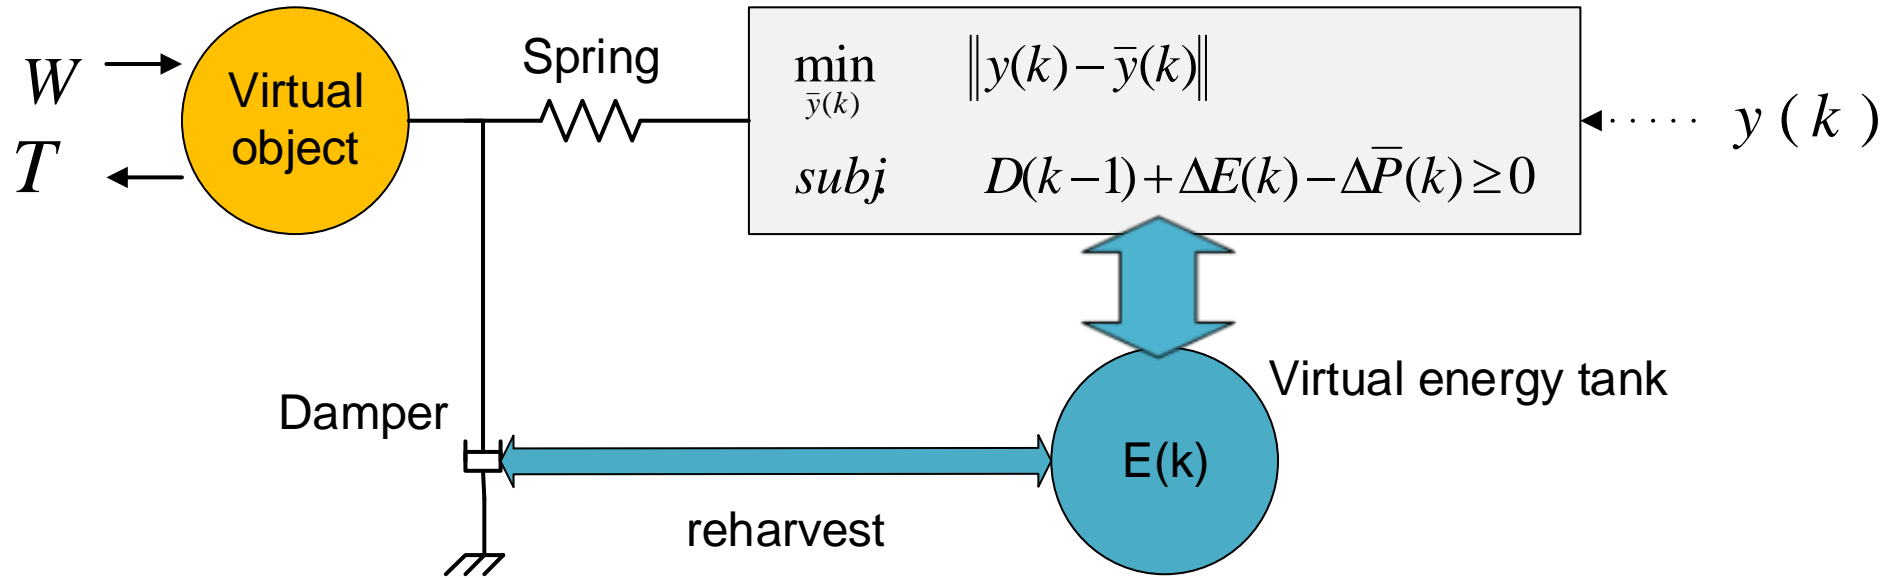 W
T
Virtual
object
Spring
min ‖y(k) − y̅(k)‖
y̅(k)
subj. D(k−1) + ΔE(k) − ΔP̅(k) ≥ 0
y ( k )
Damper
Virtual energy tank
E(k)
reharvest